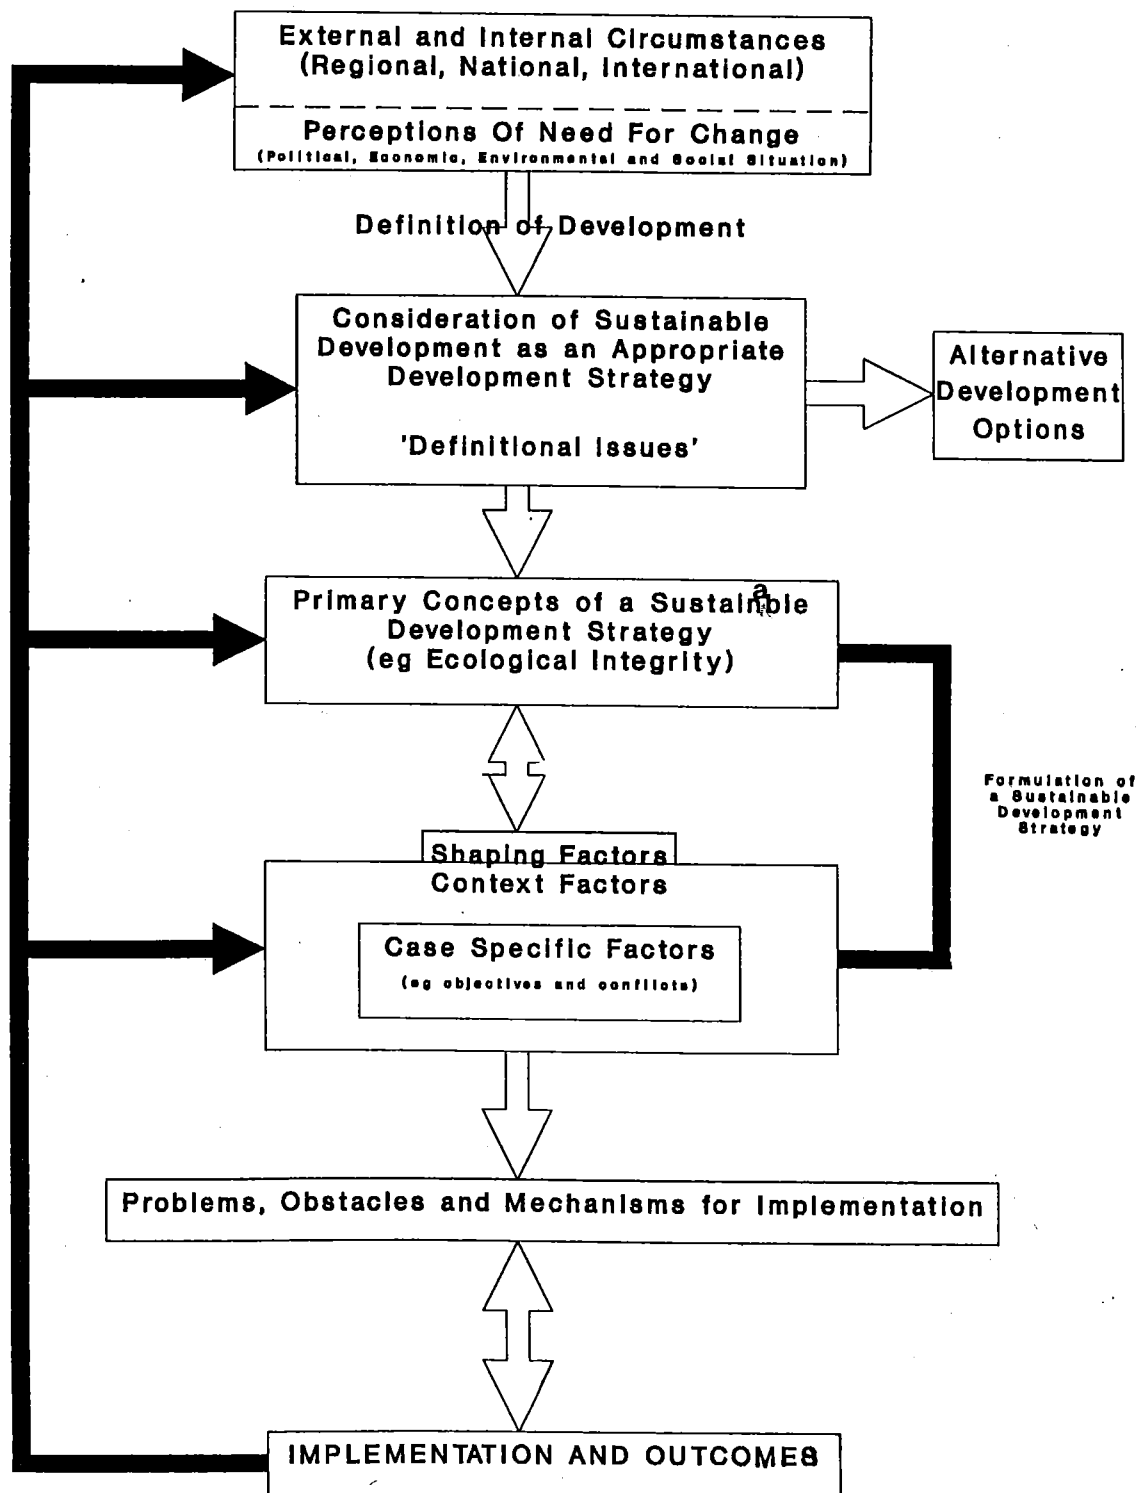 External and Internal Circumstances
(Regional, National, International)
Perceptions Of Need For Change
(Political, Economic, Environmental and Social Situation)
Definition of Development
Consideration of Sustainable
Development as an Appropriate
Development Strategy
'Definitional Issues'
Alternative
Development
Options
Primary Concepts of a Sustainable
Development Strategy
(eg Ecological Integrity)
Formulation of
a Sustainable
Development
Strategy
Shaping Factors
Context Factors
Case Specific Factors
(eg objectives and conflicts)
Problems, Obstacles and Mechanisms for Implementation
IMPLEMENTATION AND OUTCOMES